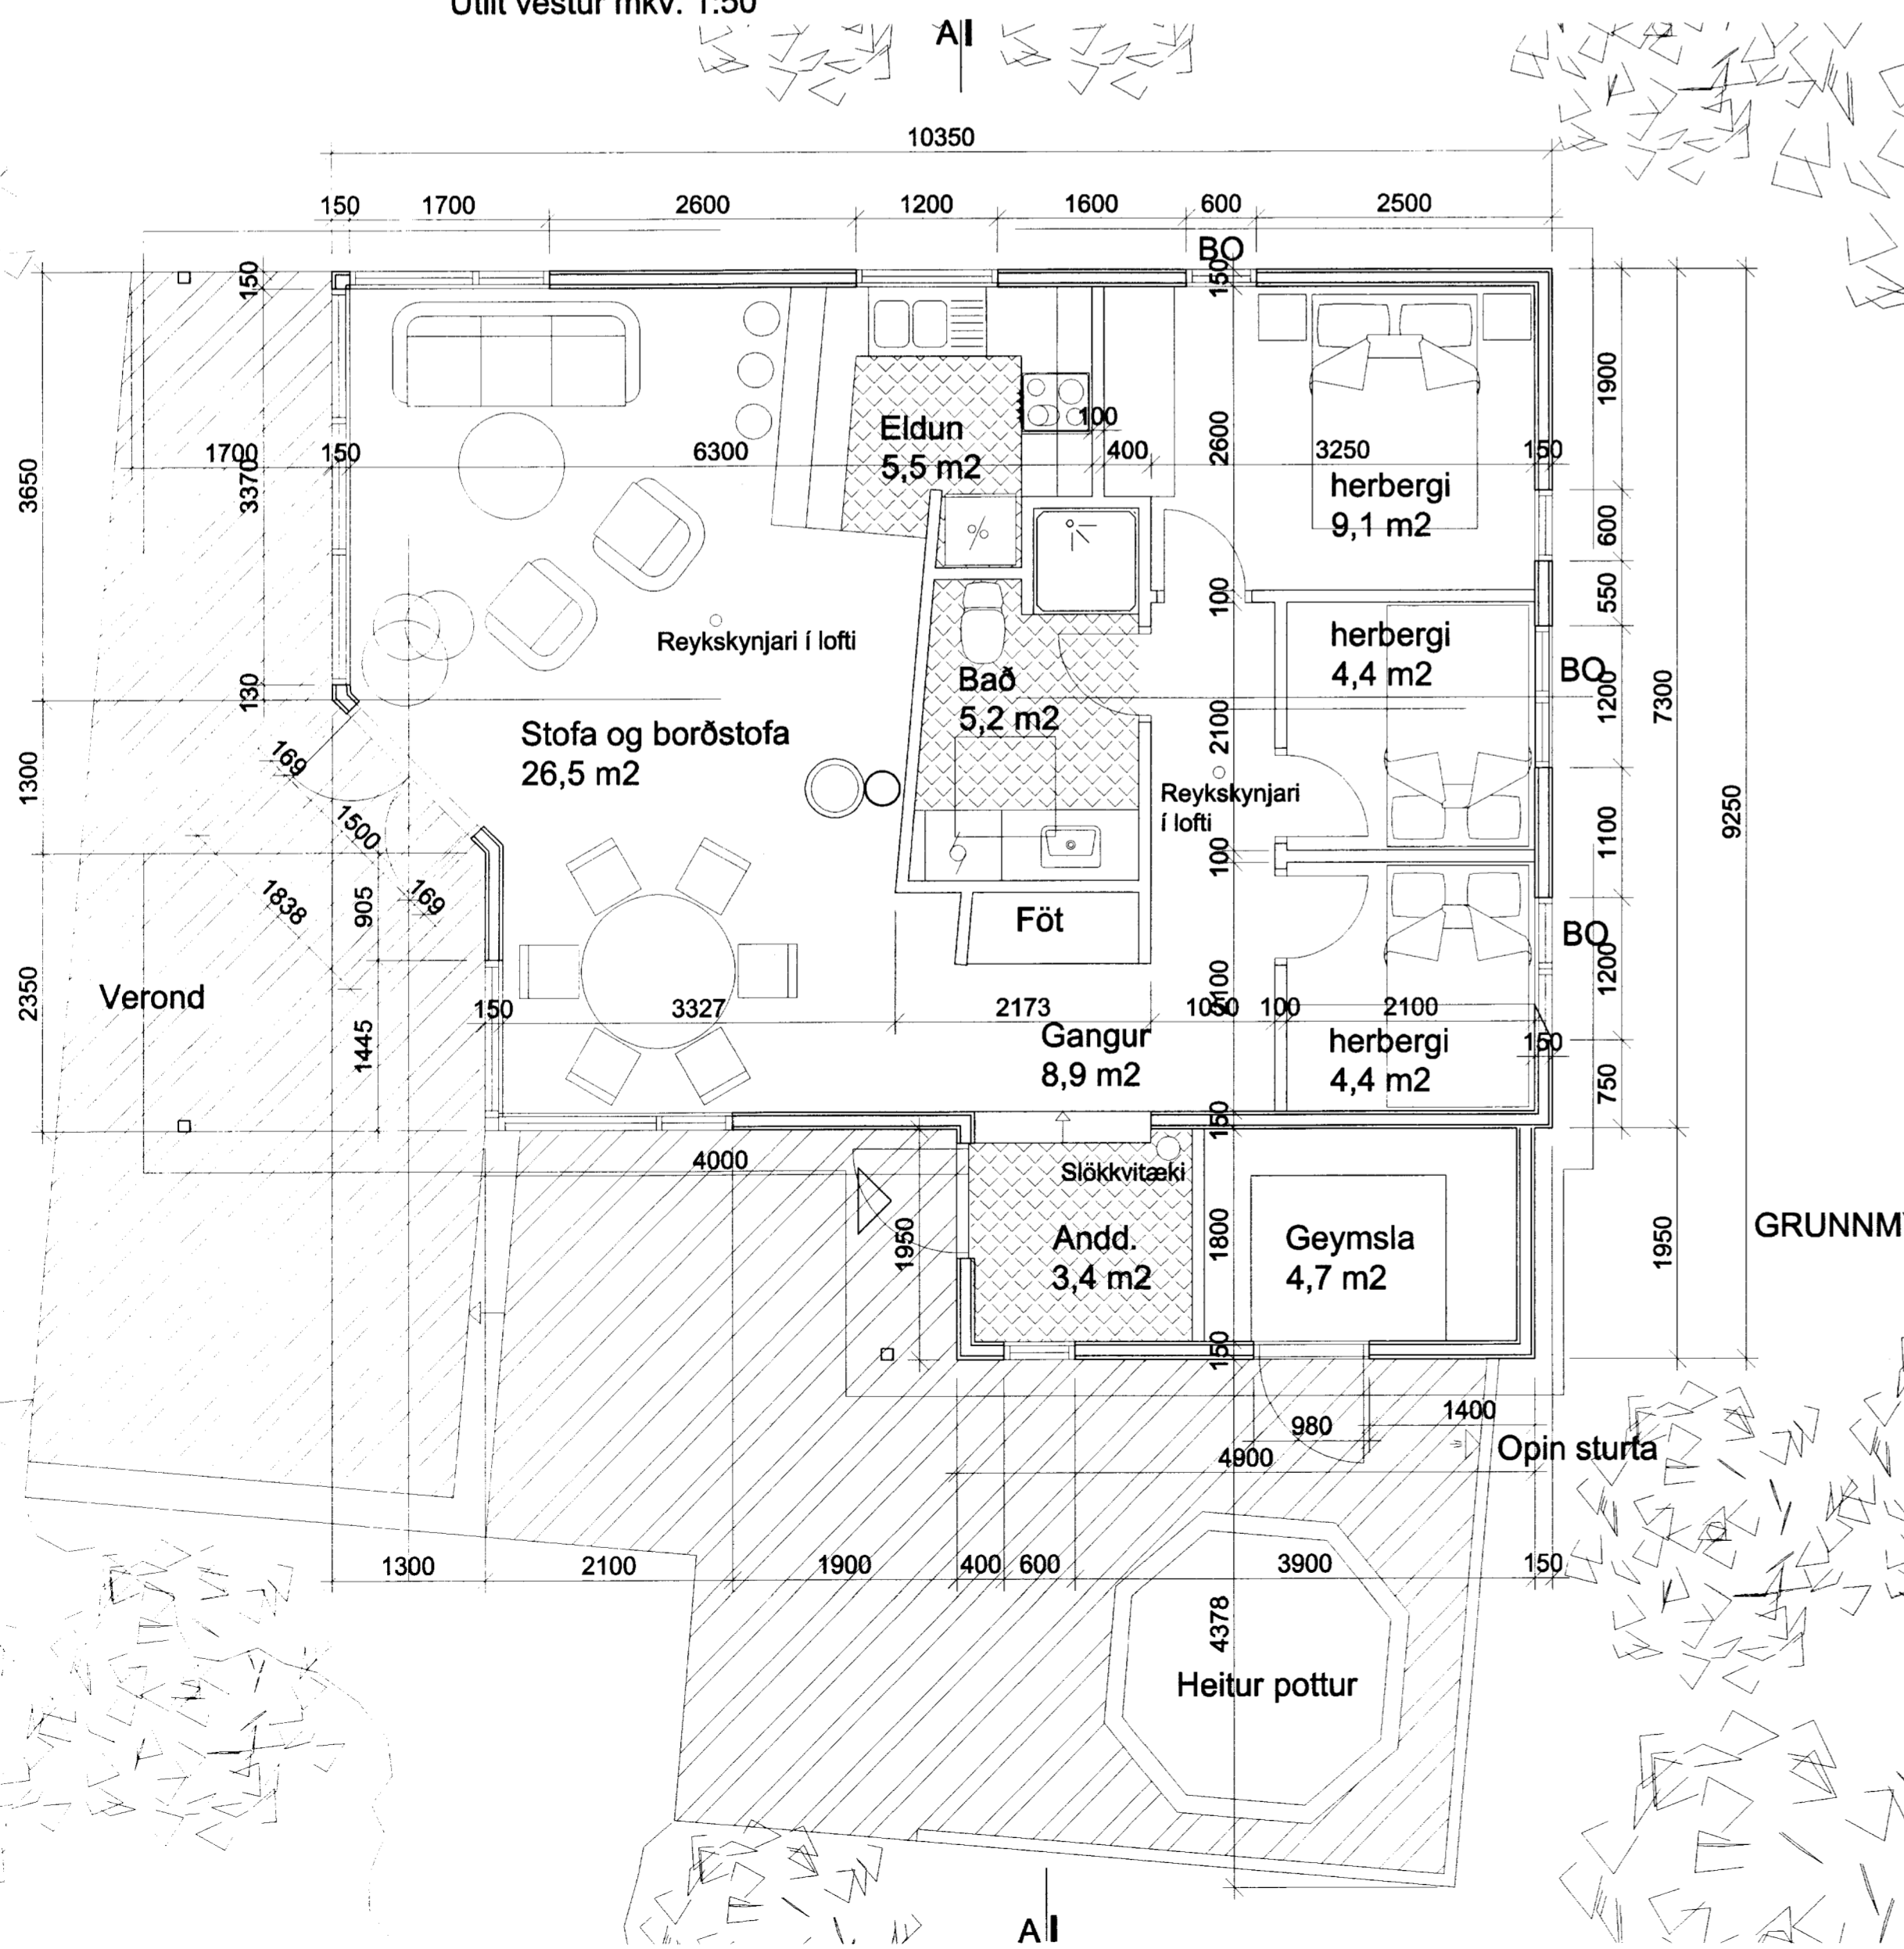 Útlit vestur mkv. 1:50
A
10350
150 1700 2600 1200 1600 600 2500
BO
150
150
1900
Eldun
5,5 m2
100
2600
3650
1700 150
3370
6300
400
3250
150
herbergi
9,1 m2
600
550
100
herbergi
4,4 m2
Reykskynjari í lofti
130
Bað
5,2 m2
BO
1200
7300
2100
Stofa og borðstofa
26,5 m2
169
1300
1500
Reykskynjari
í lofti
1100
9250
100
1838
905
169
Föt
BO
1200
2350
Verond
150 3327 2173 1050 100 2100
2100
1445
Gangur
8,9 m2
herbergi
4,4 m2
150
750
150
4000
Slökkvitæki
1950
Andd.
3,4 m2
1800
Geymsla
4,7 m2
1950
150
1400
980
4900
Opin sturta
1300 2100 1900 400 600 3900 150
4378
Heitur pottur
A